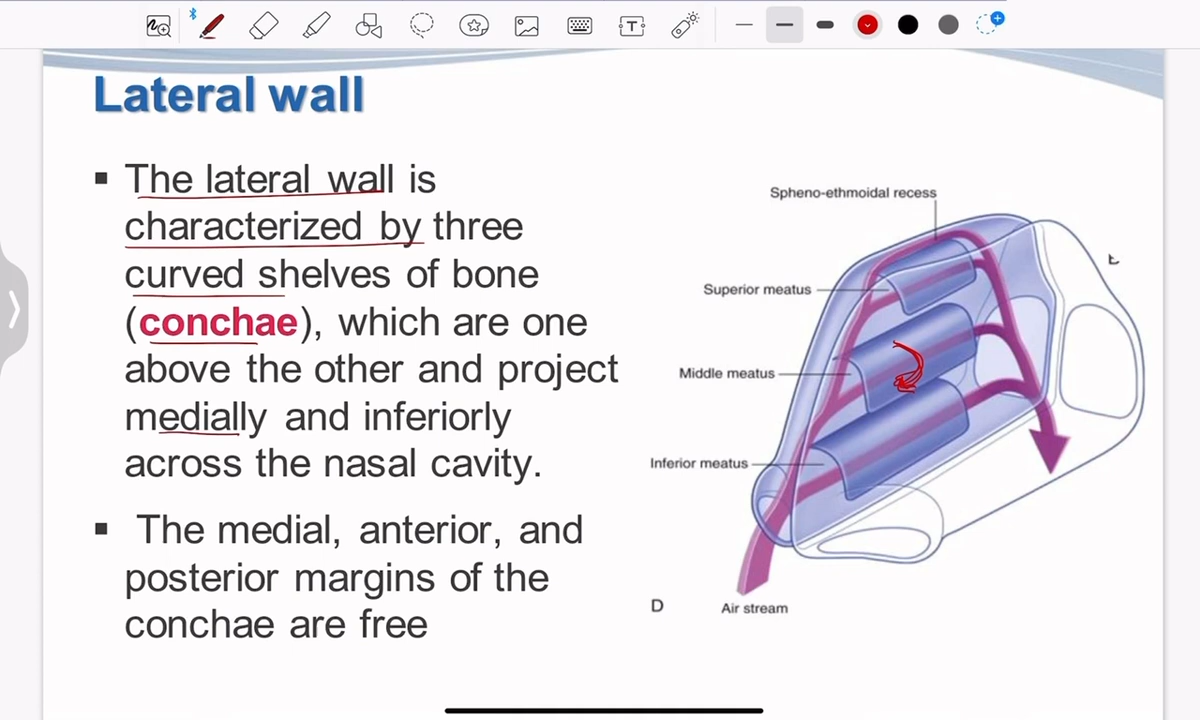 Lateral wall
▪ The lateral wall is
characterized by three
curved shelves of bone
(conchae), which are one
above the other and project
medially and inferiorly
across the nasal cavity.
▪ The medial, anterior, and
posterior margins of the
conchae are free
Spheno-ethmoidal recess
Superior meatus
Middle meatus
Inferior meatus
D
Air stream